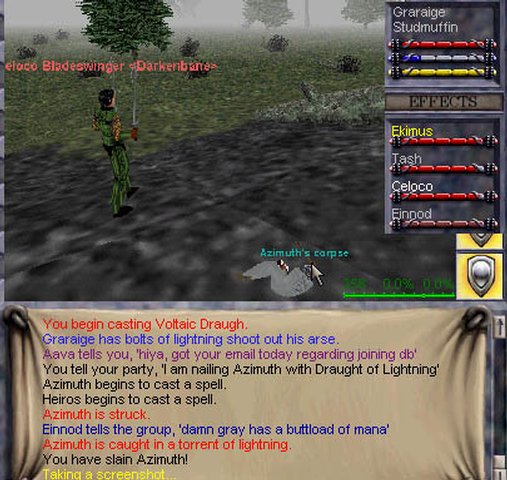 Graraige
Studmuffin
eloco Bladeswinger <Darkenbane>
EFFECTS
Ekimus
Tash
Celoco
Einnod
Azimuth's corpse
0.0% 0.0%
You begin casting Voltaic Draugh.
Graraige has bolts of lightning shoot out his arse.
Aava tells you, 'hiya, got your email today regarding joining db'
You tell your party, 'I am nailing Azimuth with Draught of Lightning'
Azimuth begins to cast a spell.
Heiros begins to cast a spell.
Azimuth is struck.
Einnod tells the group, 'damn gray has a buttload of mana'
Azimuth is caught in a torrent of lightning.
You have slain Azimuth!
Taking a screenshot...